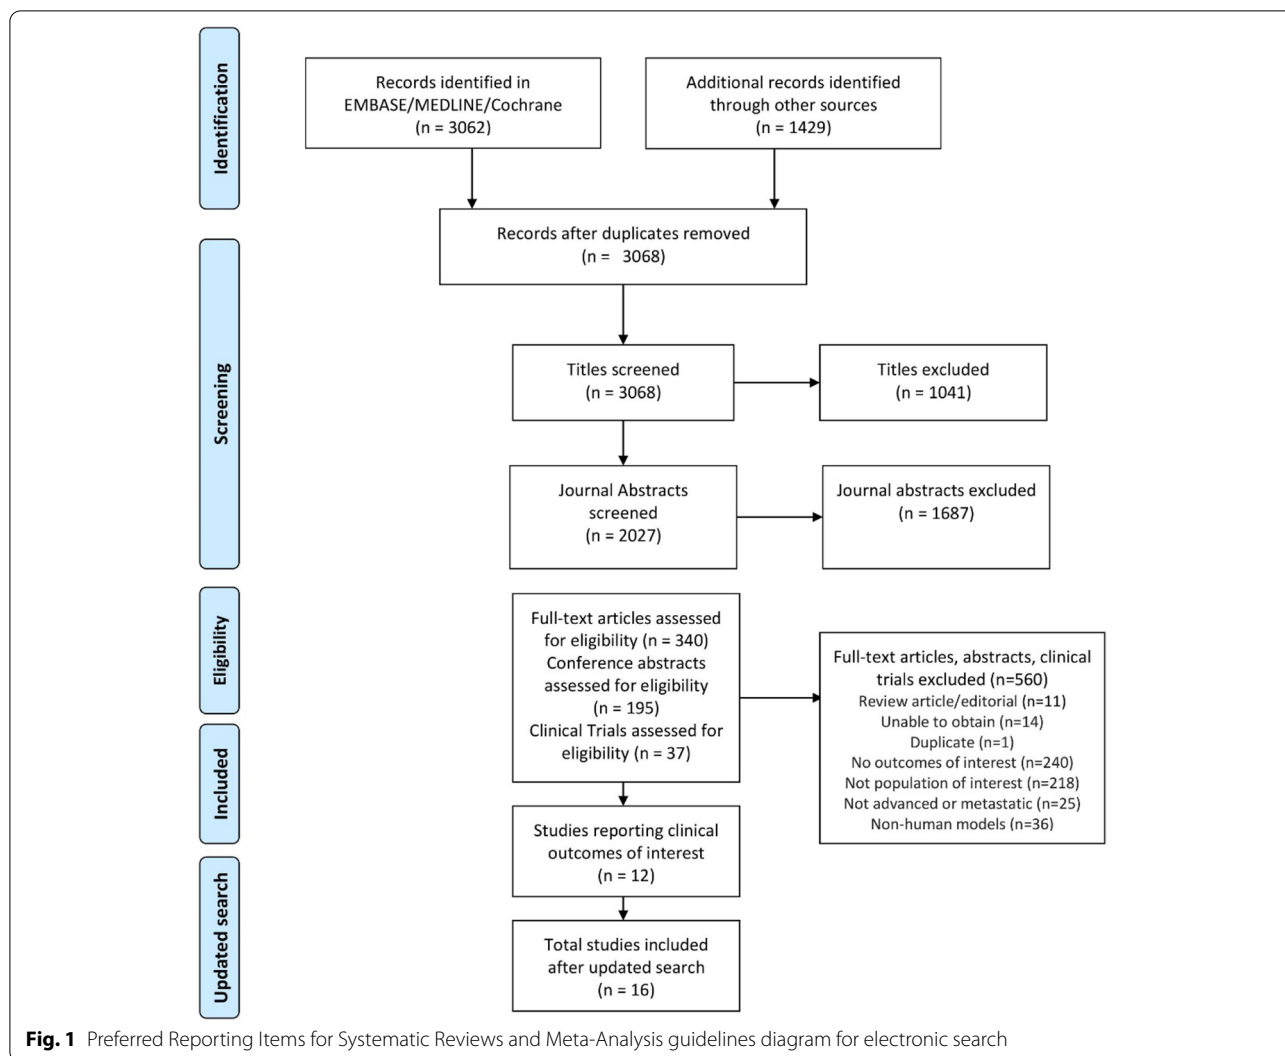 Identification
Records identified in
EMBASE/MEDLINE/Cochrane
(n = 3062)
Additional records identified
through other sources
(n = 1429)
Records after duplicates removed
(n = 3068)
Screening
Titles screened
(n = 3068)
Titles excluded
(n = 1041)
Journal Abstracts
screened
(n = 2027)
Journal abstracts excluded
(n = 1687)
Eligibility
Full-text articles assessed
for eligibility (n = 340)
Conference abstracts
assessed for eligibility
(n = 195)
Clinical Trials assessed for
eligibility (n = 37)
Full-text articles, abstracts, clinical
trials excluded (n=560)
Review article/editorial (n=11)
Unable to obtain (n=14)
Duplicate (n=1)
No outcomes of interest (n=240)
Not population of interest (n=218)
Not advanced or metastatic (n=25)
Non-human models (n=36)
Included
Studies reporting clinical
outcomes of interest
(n = 12)
Updated search
Total studies included
after updated search
(n = 16)
Fig. 1 Preferred Reporting Items for Systematic Reviews and Meta-Analysis guidelines diagram for electronic search